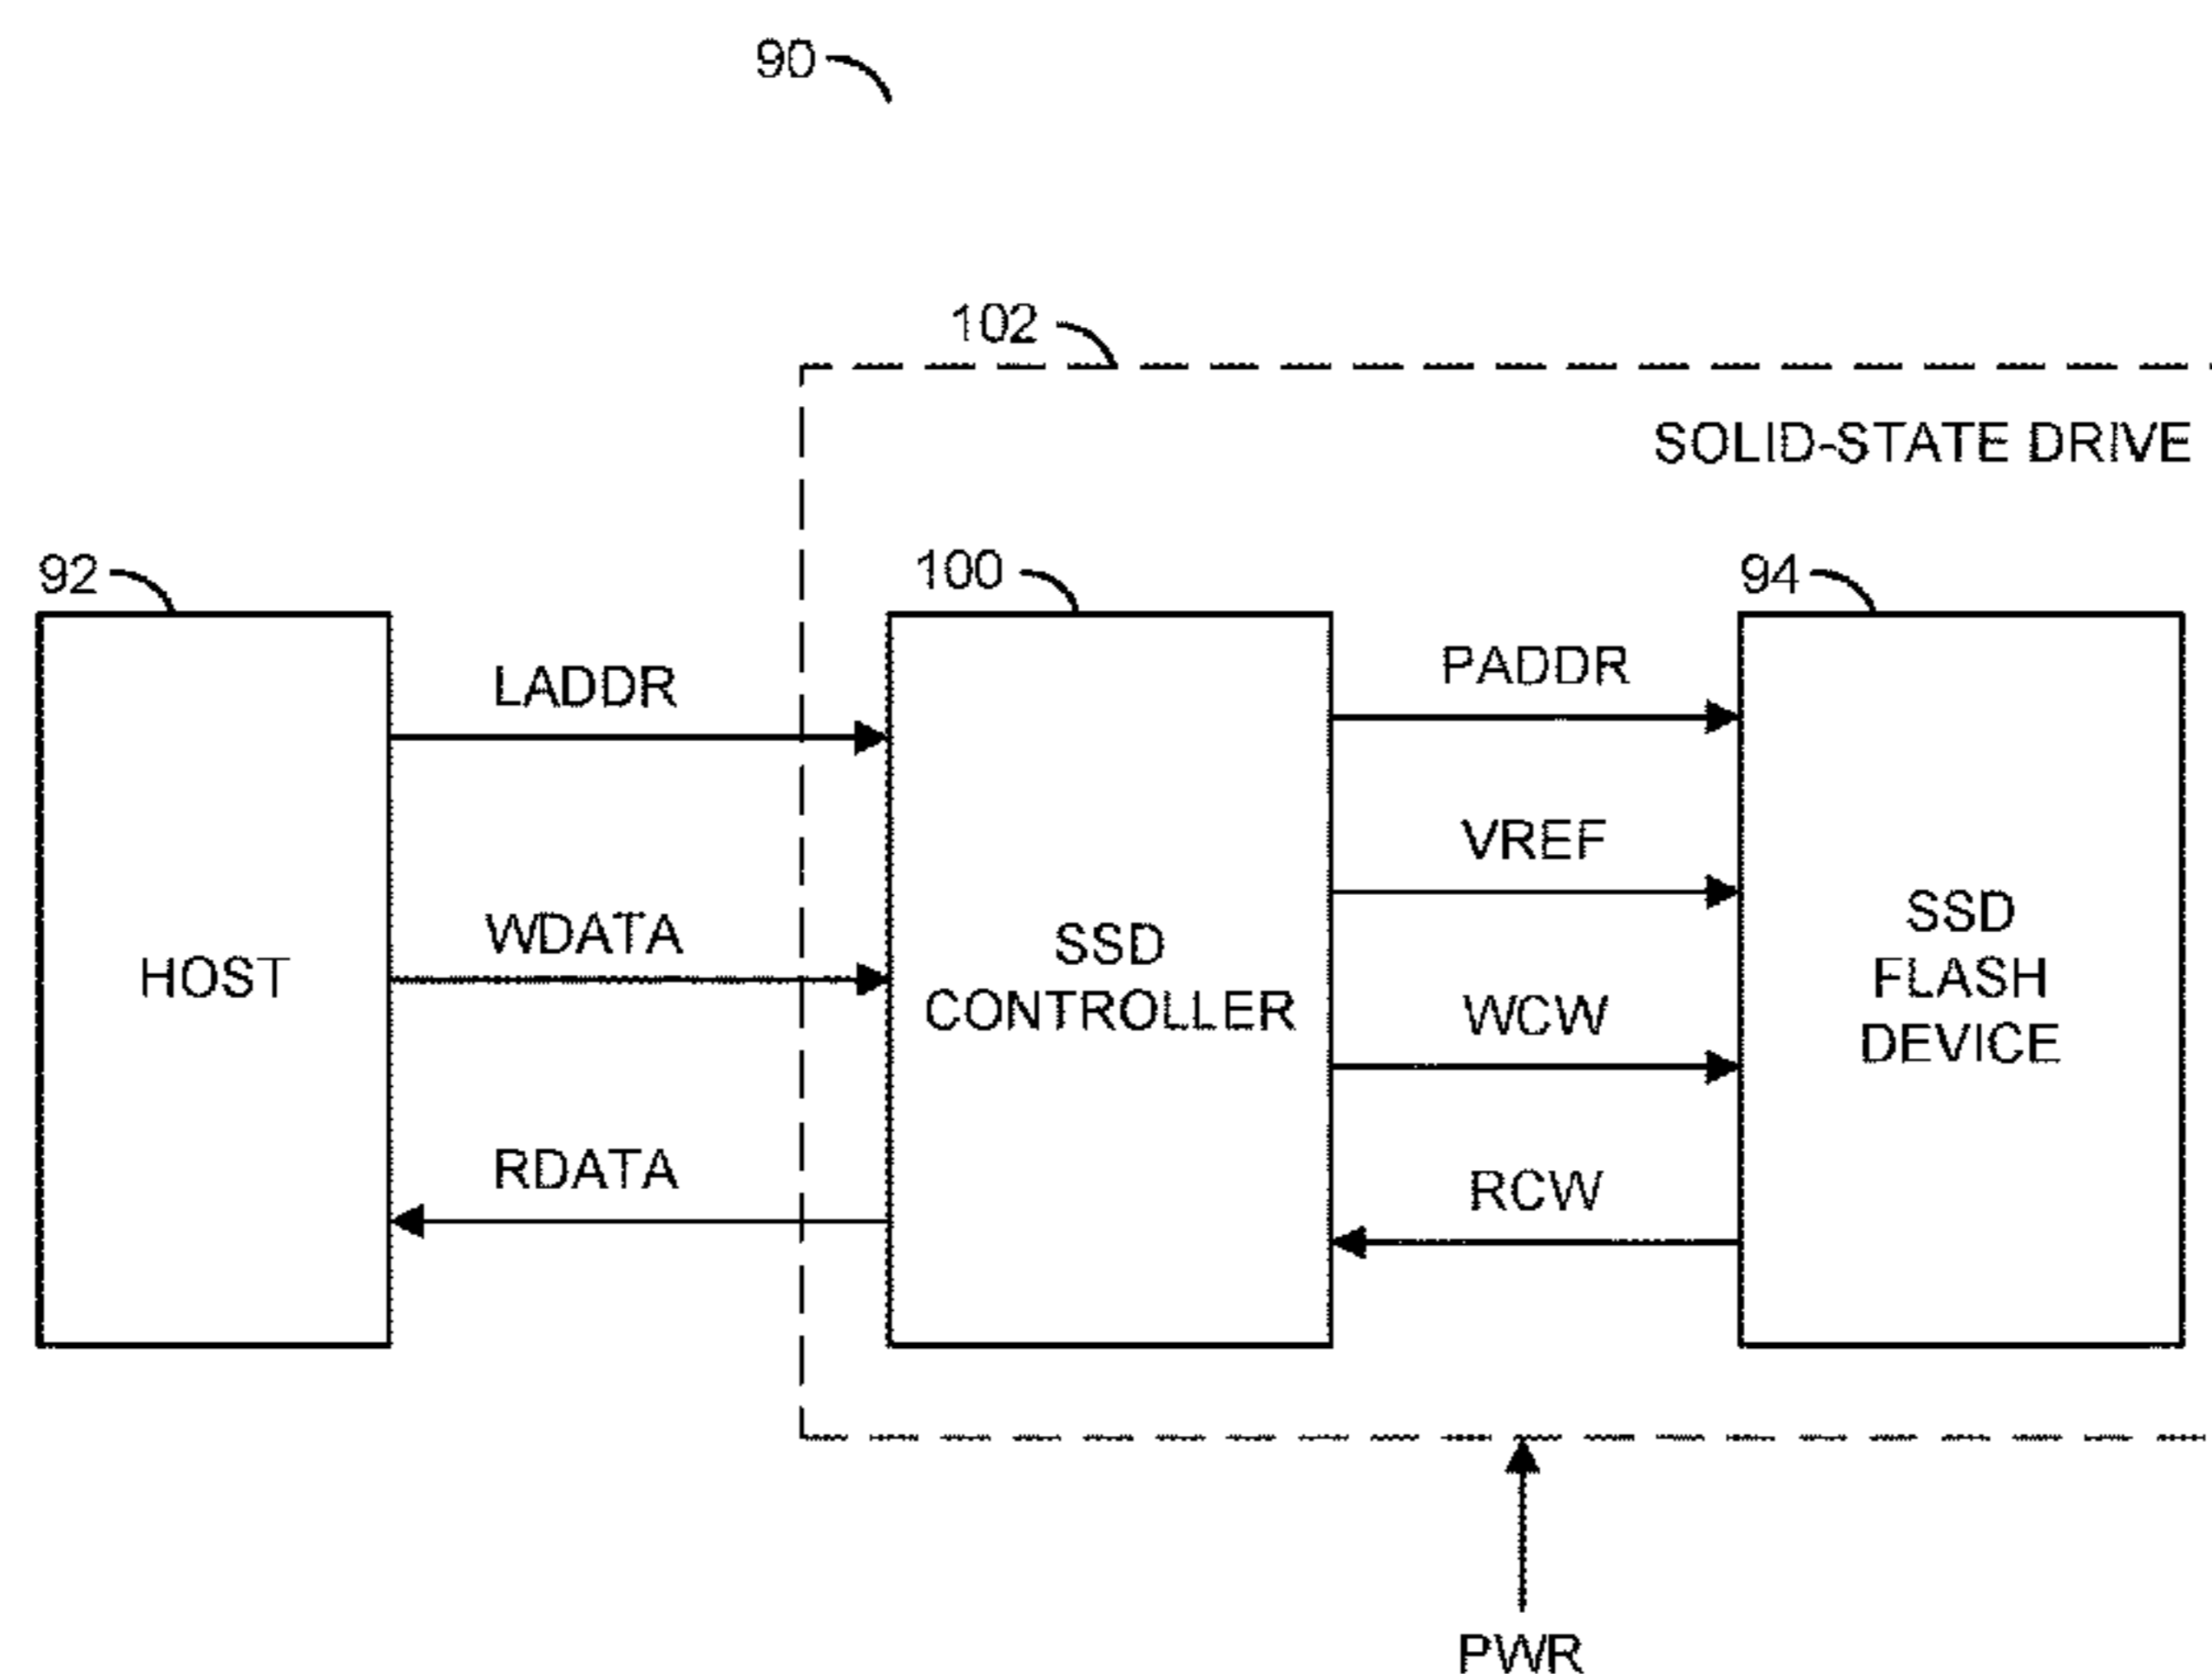 90
102
SOLID-STATE DRIVE
92
100
94
LADDR
PADDR
VREF
WDATA
HOST
SSD
CONTROLLER
SSD
FLASH
DEVICE
WCW
RDATA
RCW
PWR